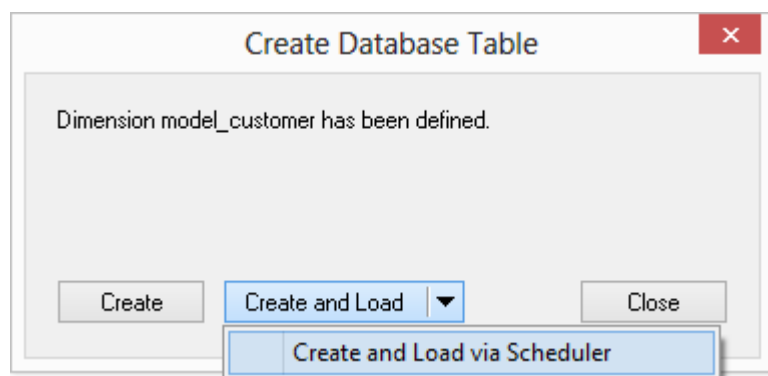 Create Database Table
Dimension model_customer has been defined.
Create
Create and Load
Close
Create and Load via Scheduler